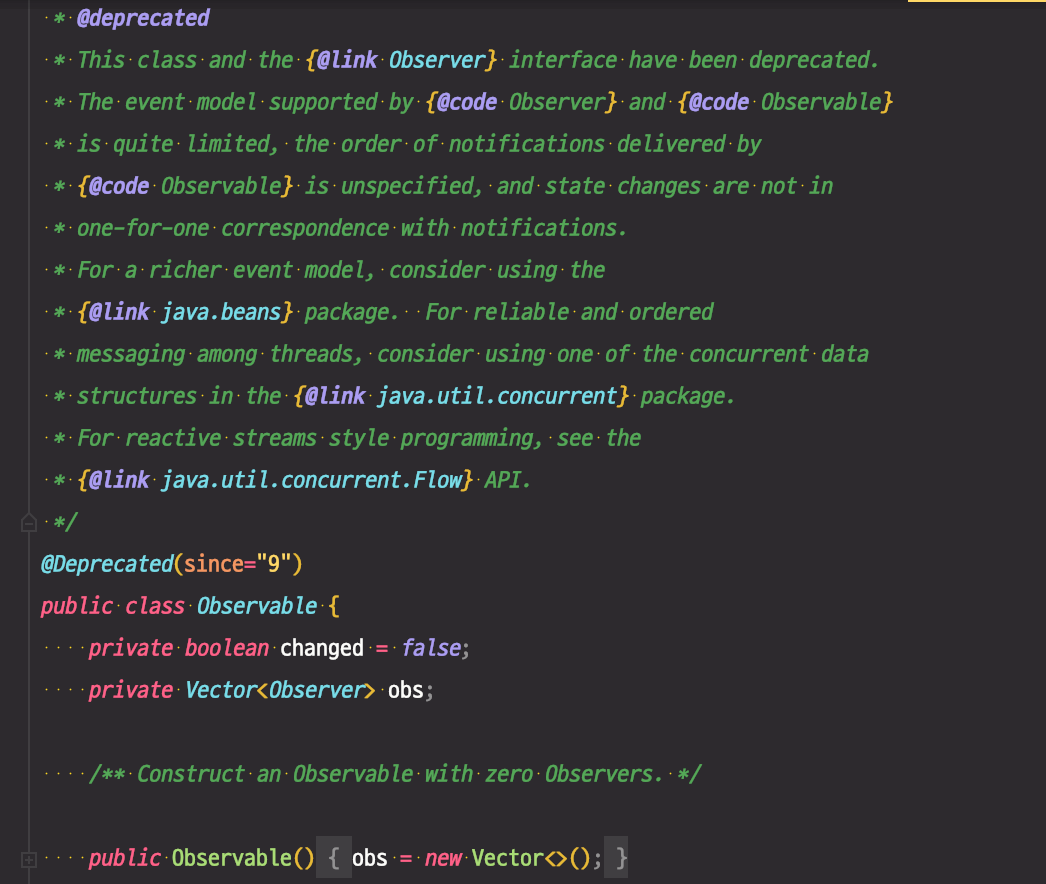 * @deprecated
* This class and the {@link Observer} interface have been deprecated.
* The event model supported by {@code Observer} and {@code Observable}
* is quite limited, the order of notifications delivered by
* {@code Observable} is unspecified, and state changes are not in
* one-for-one correspondence with notifications.
* For a richer event model, consider using the
* {@link java.beans} package.  For reliable and ordered
* messaging among threads, consider using one of the concurrent data
* structures in the {@link java.util.concurrent} package.
* For reactive streams style programming, see the
* {@link java.util.concurrent.Flow} API.
*/
@Deprecated(since="9")
public class Observable {
    private boolean changed = false;
    private Vector<Observer> obs;
    /** Construct an Observable with zero Observers. */
    public Observable() { obs = new Vector<>(); }